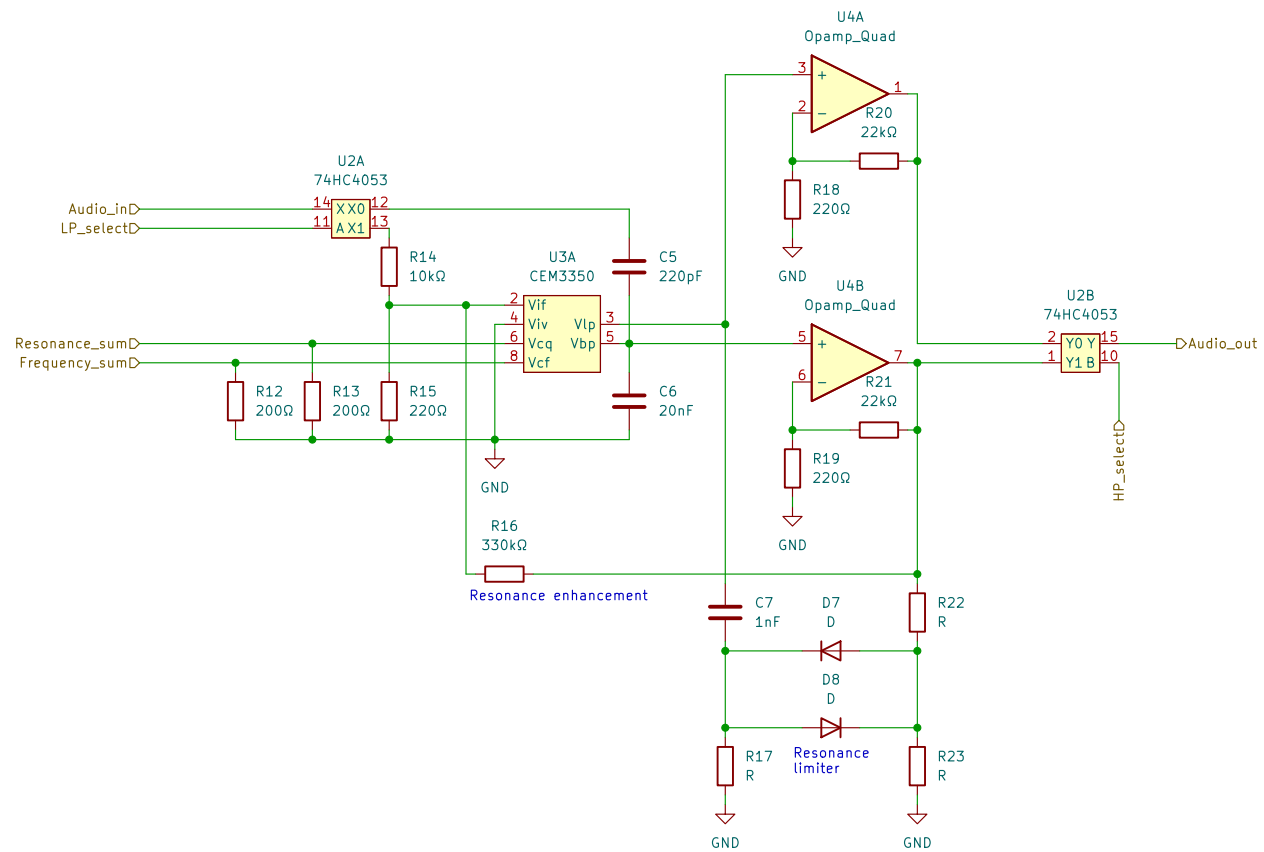 U4A
Opamp_Quad
3
+
1
2
−
R20
22kΩ
R18
220Ω
GND
U2A
74HC4053
Audio_in
14
X X0
12
LP_select
11
A X1
13
R14
10kΩ
U3A
CEM3350
C5
220pF
2
Vif
4
Viv
Vlp
3
Resonance_sum
6
Vcq
Vbp
5
Frequency_sum
8
Vcf
R12
200Ω
R13
200Ω
R15
220Ω
C6
20nF
GND
U4B
Opamp_Quad
5
+
7
6
−
R21
22kΩ
R19
220Ω
GND
U2B
74HC4053
2
Y0 Y
15
Audio_out
1
Y1 B
10
HP_select
R16
330kΩ
Resonance enhancement
C7
1nF
D7
D
R22
R
D8
D
Resonance
limiter
R17
R
R23
R
GND
GND